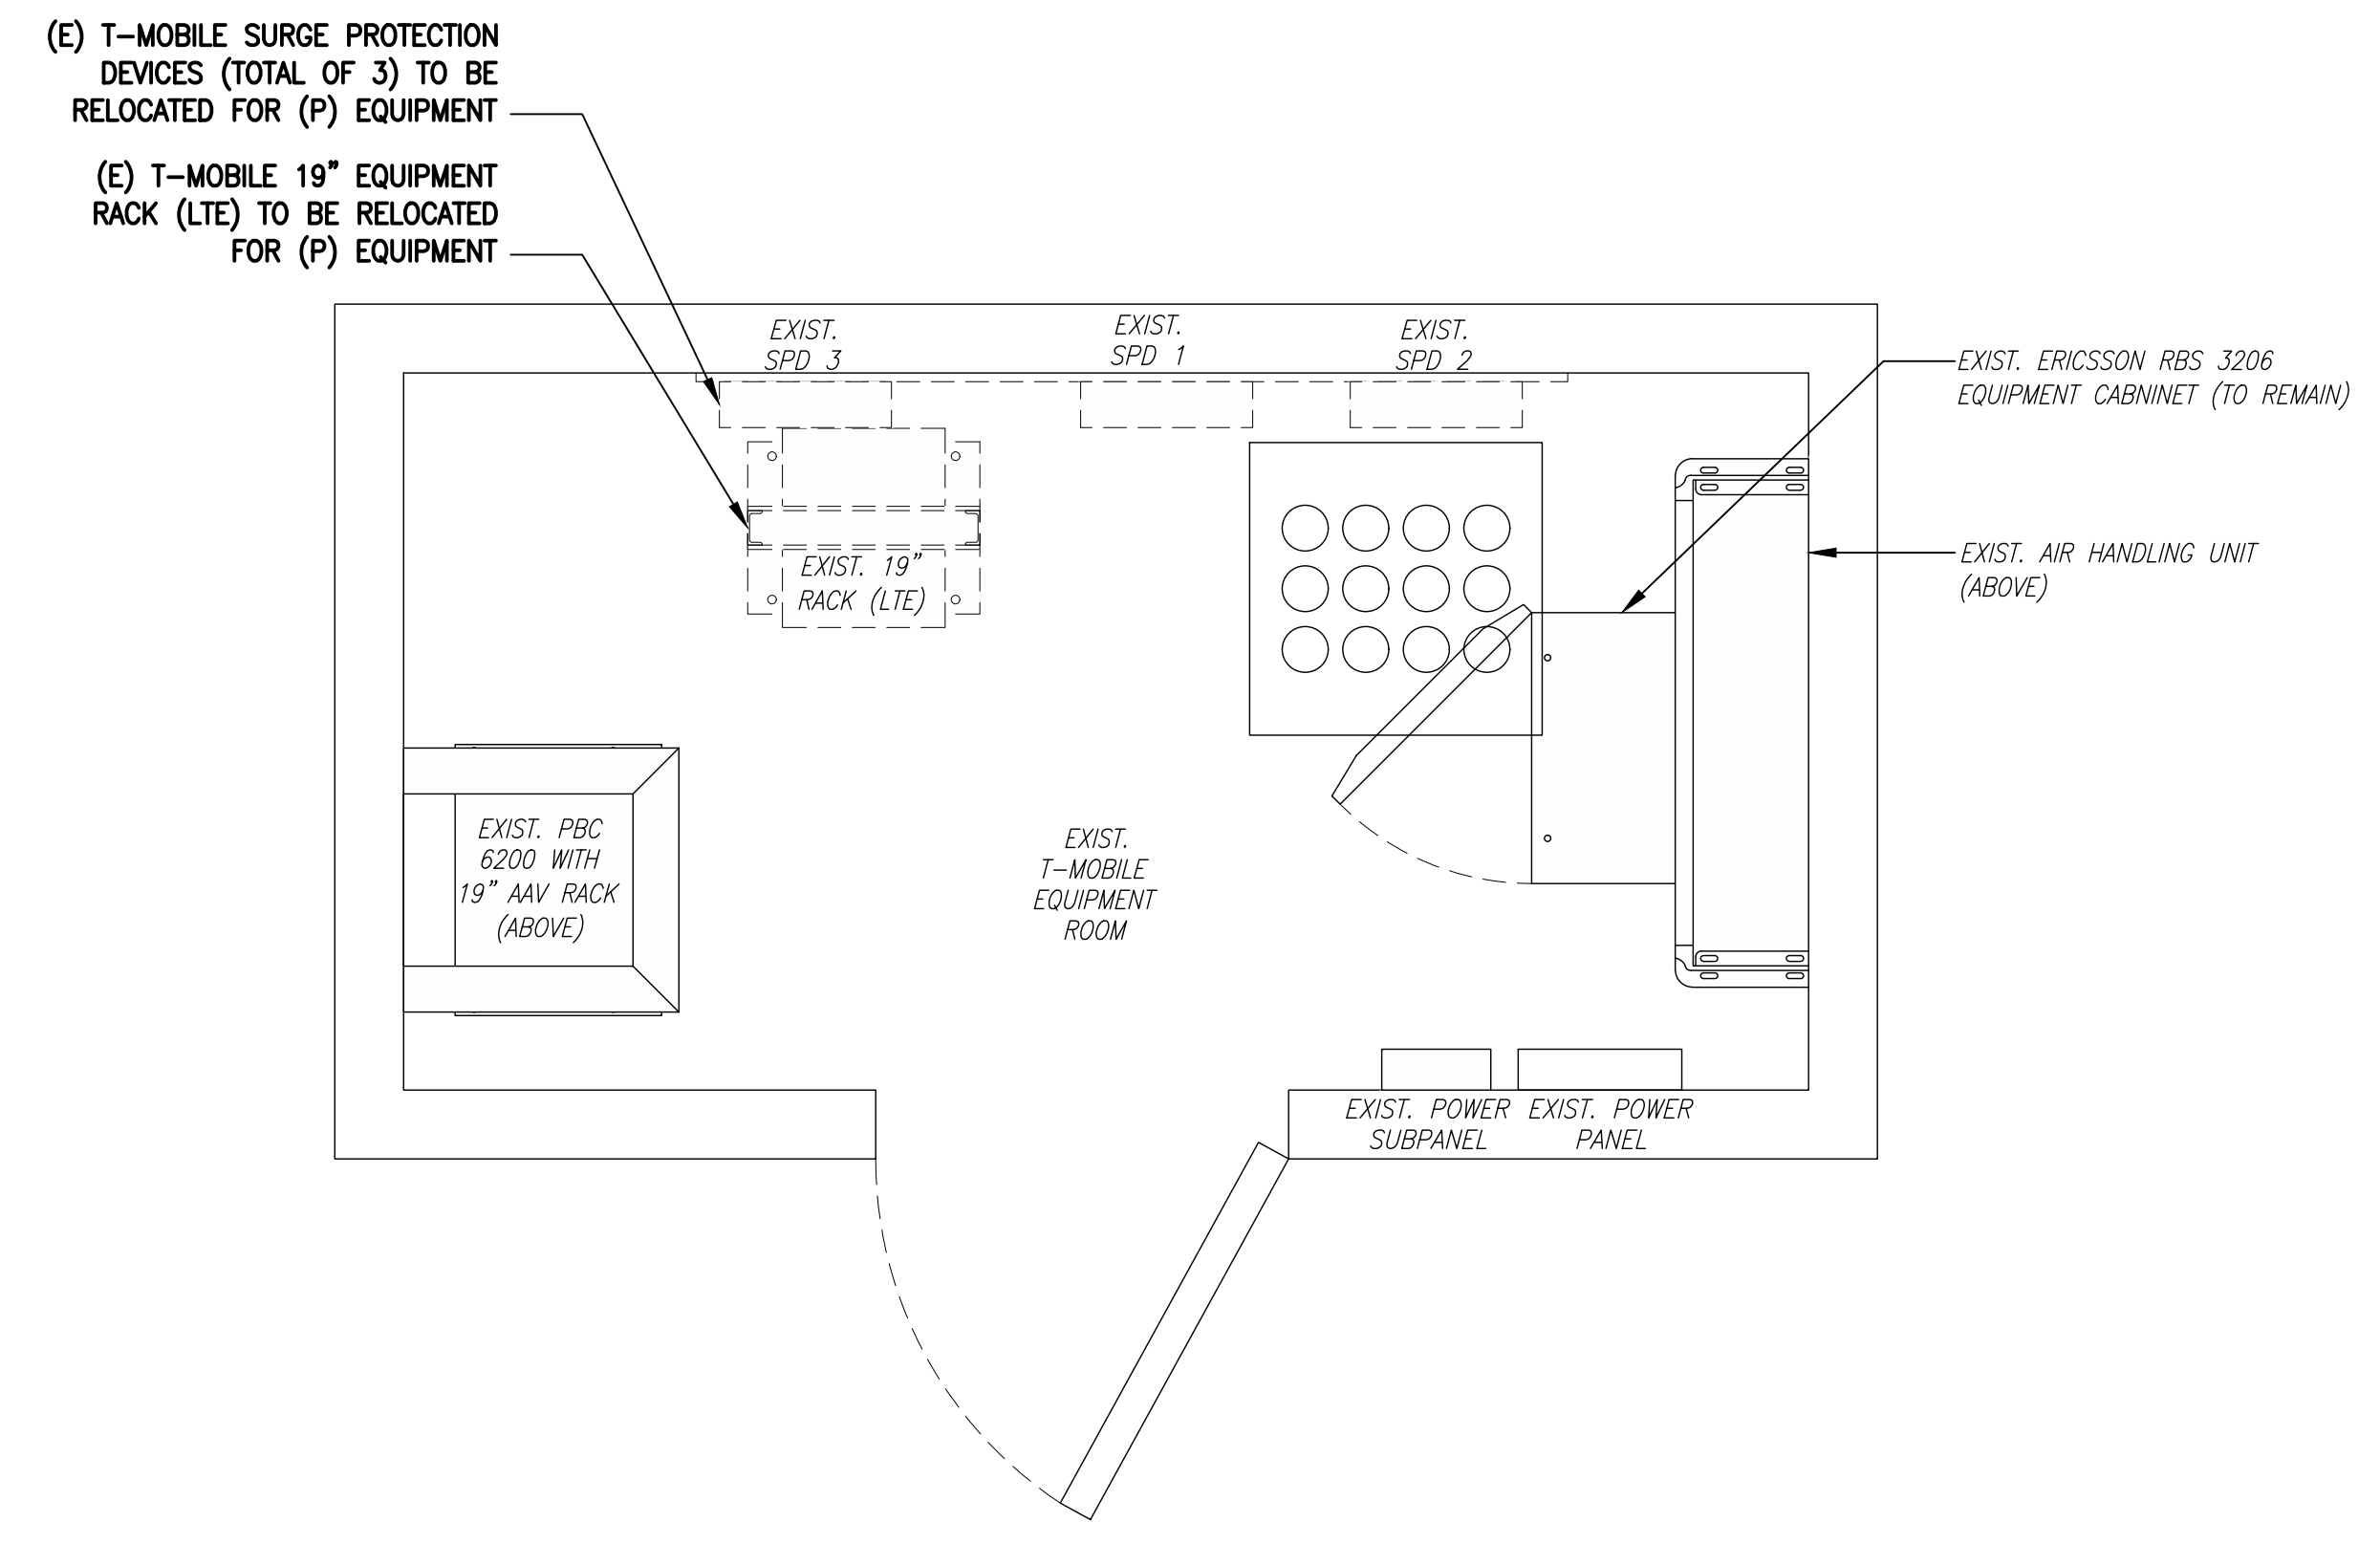 (E) T-MOBILE SURGE PROTECTION
DEVICES (TOTAL OF 3) TO BE
RELOCATED FOR (P) EQUIPMENT
(E) T-MOBILE 19" EQUIPMENT
RACK (LTE) TO BE RELOCATED
FOR (P) EQUIPMENT
EXIST.
SPD 3
EXIST.
SPD 1
EXIST.
SPD 2
EXIST. ERICSSON RBS 3206
EQUIPMENT CABNINET (TO REMAIN)
EXIST. AIR HANDLING UNIT
(ABOVE)
EXIST. 19"
RACK (LTE)
EXIST. PBC
6200 WITH
19" AAV RACK
(ABOVE)
EXIST.
T-MOBILE
EQUIPMENT
ROOM
EXIST. POWER
SUBPANEL
EXIST. POWER
PANEL